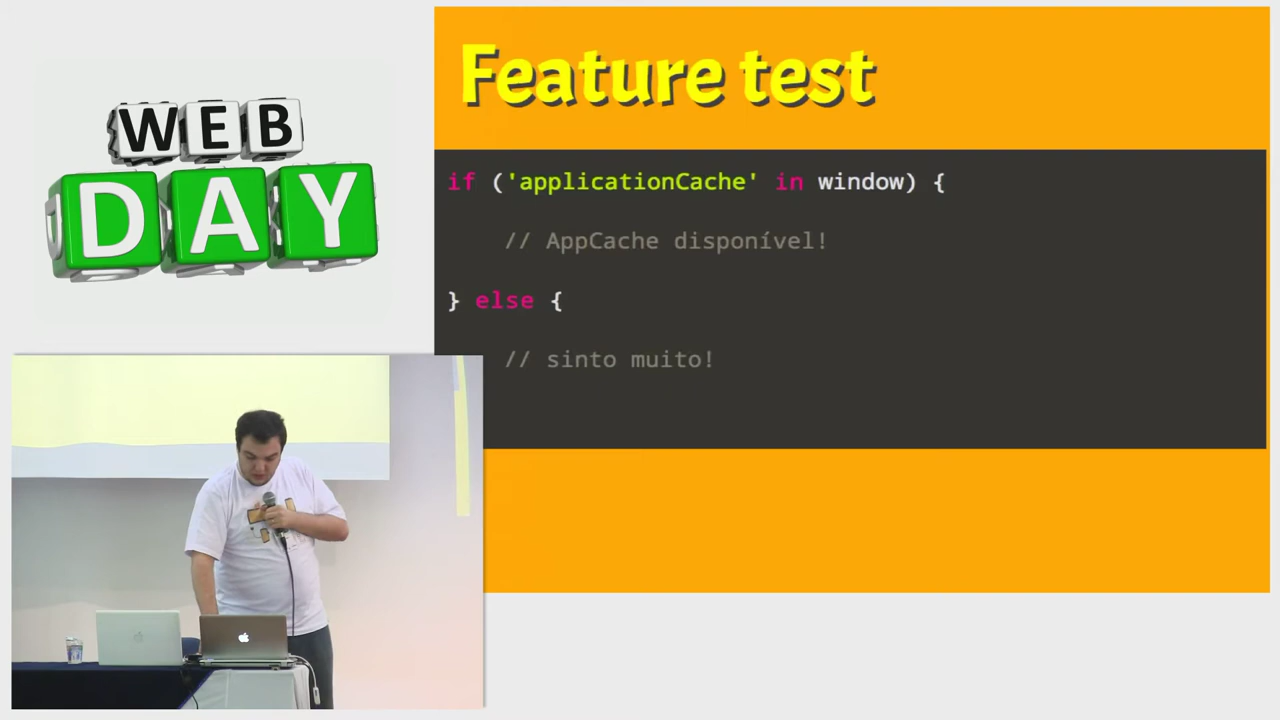 WEB
DAY
Feature test
if ('applicationCache' in window) {
// AppCache disponível!
} else {
// sinto muito!